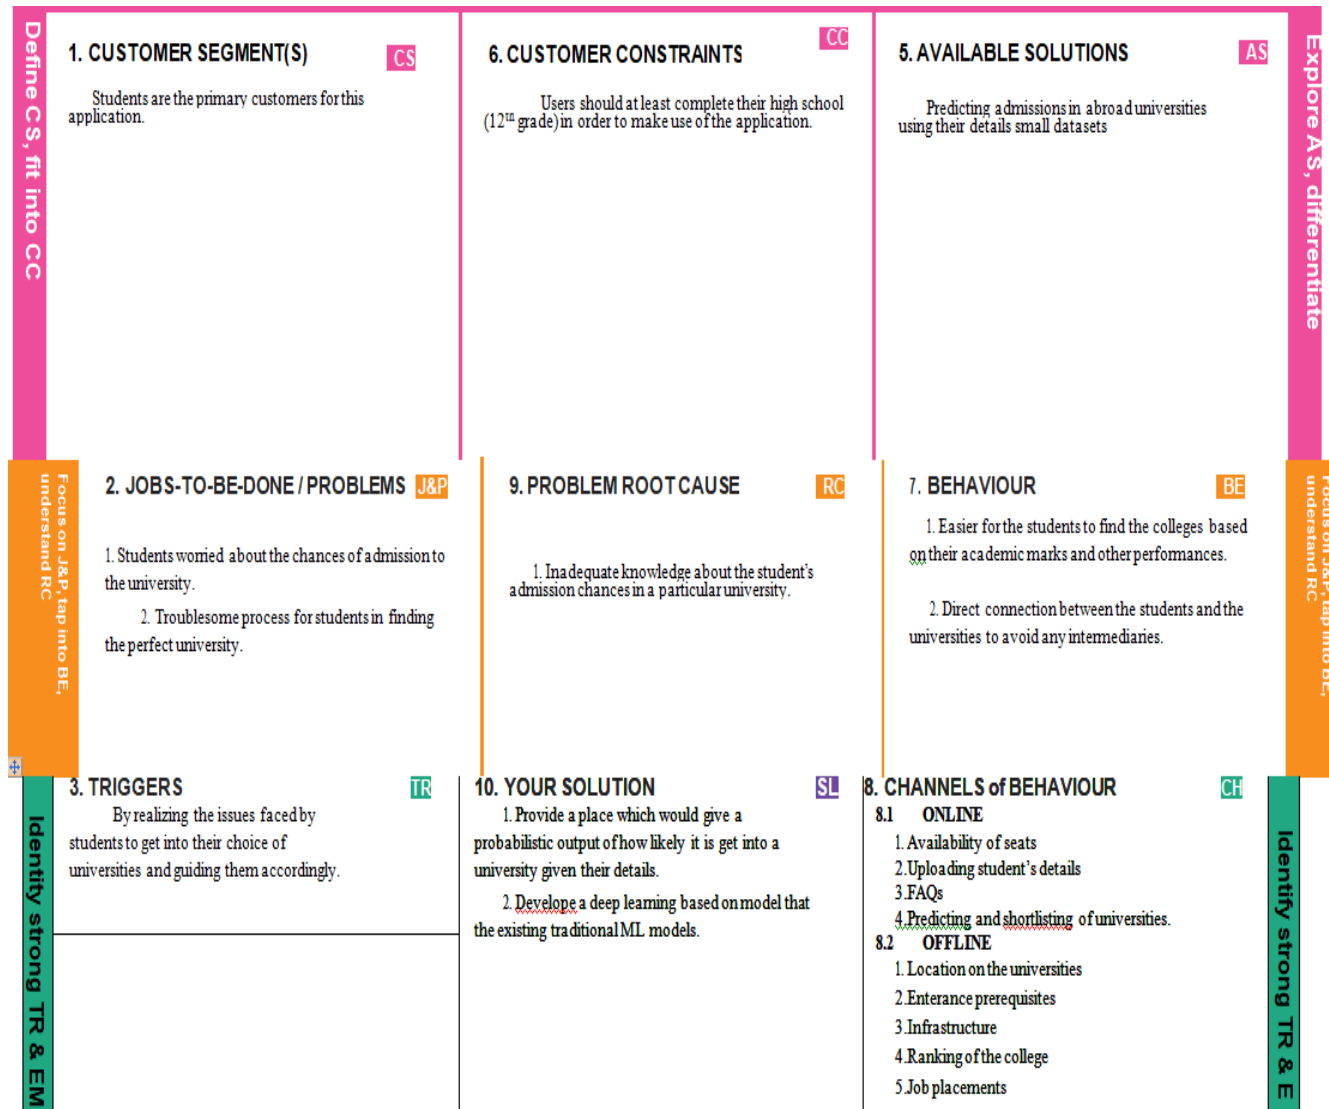 Define CS, fit into CC
1. CUSTOMER SEGMENT(S)
CS
Students are the primary customers for this
application.
6. CUSTOMER CONSTRAINTS
CC
Users should at least complete their high school
(12th grade) in order to make use of the application.
5. AVAILABLE SOLUTIONS
AS
Predicting admissions in abroad universities
using their details small datasets
Explore AS, differentiate
Focus on J&P, tap into BE,
understand RC
2. JOBS-TO-BE-DONE / PROBLEMS
J&P
1. Students worried about the chances of admission to
the university.
2. Troublesome process for students in finding
the perfect university.
9. PROBLEM ROOT CAUSE
RC
1. Inadequate knowledge about the student's
admission chances in a particular university.
7. BEHAVIOUR
BE
1. Easier for the students to find the colleges based
on their academic marks and other performances.
2. Direct connection between the students and the
universities to avoid any intermediaries.
Focus on J&P, tap into BE,
understand RC
Identity strong TR & EM
3. TRIGGERS
TR
By realizing the issues faced by
students to get into their choice of
universities and guiding them accordingly.
10. YOUR SOLUTION
SL
1. Provide a place which would give a
probabilistic output of how likely it is get into a
university given their details.
2. Develope a deep learning based on model that
the existing traditional ML models.
8. CHANNELS of BEHAVIOUR
CH
8.1 ONLINE
1. Availability of seats
2.Uploading student's details
3.FAQs
4.Predicting and shortlisting of universities.
8.2 OFFLINE
1. Location on the universities
2.Enterance prerequisites
3.Infrastructure
4.Ranking of the college
5.Job placements
Identify strong TR & E